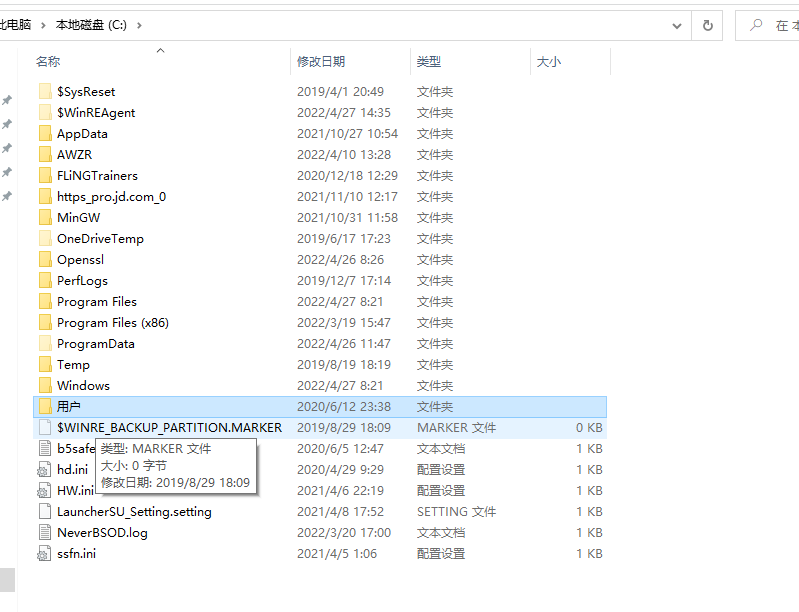 此电脑 > 本地磁盘 (C:) >
在 本
名称 修改日期 类型 大小
$SysReset 2019/4/1 20:49 文件夹
$WinREAgent 2022/4/27 14:35 文件夹
AppData 2021/10/27 10:54 文件夹
AWZR 2022/4/10 13:28 文件夹
FLiNGTrainers 2020/12/18 12:29 文件夹
https_pro.jd.com_0 2021/11/10 12:17 文件夹
MinGW 2021/10/31 11:58 文件夹
OneDriveTemp 2019/6/17 17:23 文件夹
Openssl 2022/4/26 8:26 文件夹
PerfLogs 2019/12/7 17:14 文件夹
Program Files 2022/4/27 8:21 文件夹
Program Files (x86) 2022/3/19 15:47 文件夹
ProgramData 2022/4/26 11:47 文件夹
Temp 2019/8/19 18:19 文件夹
Windows 2022/4/27 8:21 文件夹
用户 2020/6/12 23:38 文件夹
$WINRE_BACKUP_PARTITION.MARKER 2019/8/29 18:09 MARKER 文件 0 KB
b5safe 2020/6/5 12:47 文本文档 1 KB
类型: MARKER 文件
大小: 0 字节
修改日期: 2019/8/29 18:09
hd.ini 2020/4/29 9:29 配置设置 1 KB
HW.ini 2021/4/6 22:19 配置设置 1 KB
LauncherSU_Setting.setting 2021/4/8 17:52 SETTING 文件 1 KB
NeverBSOD.log 2022/3/20 17:00 文本文档 1 KB
ssfn.ini 2021/4/5 1:06 配置设置 1 KB